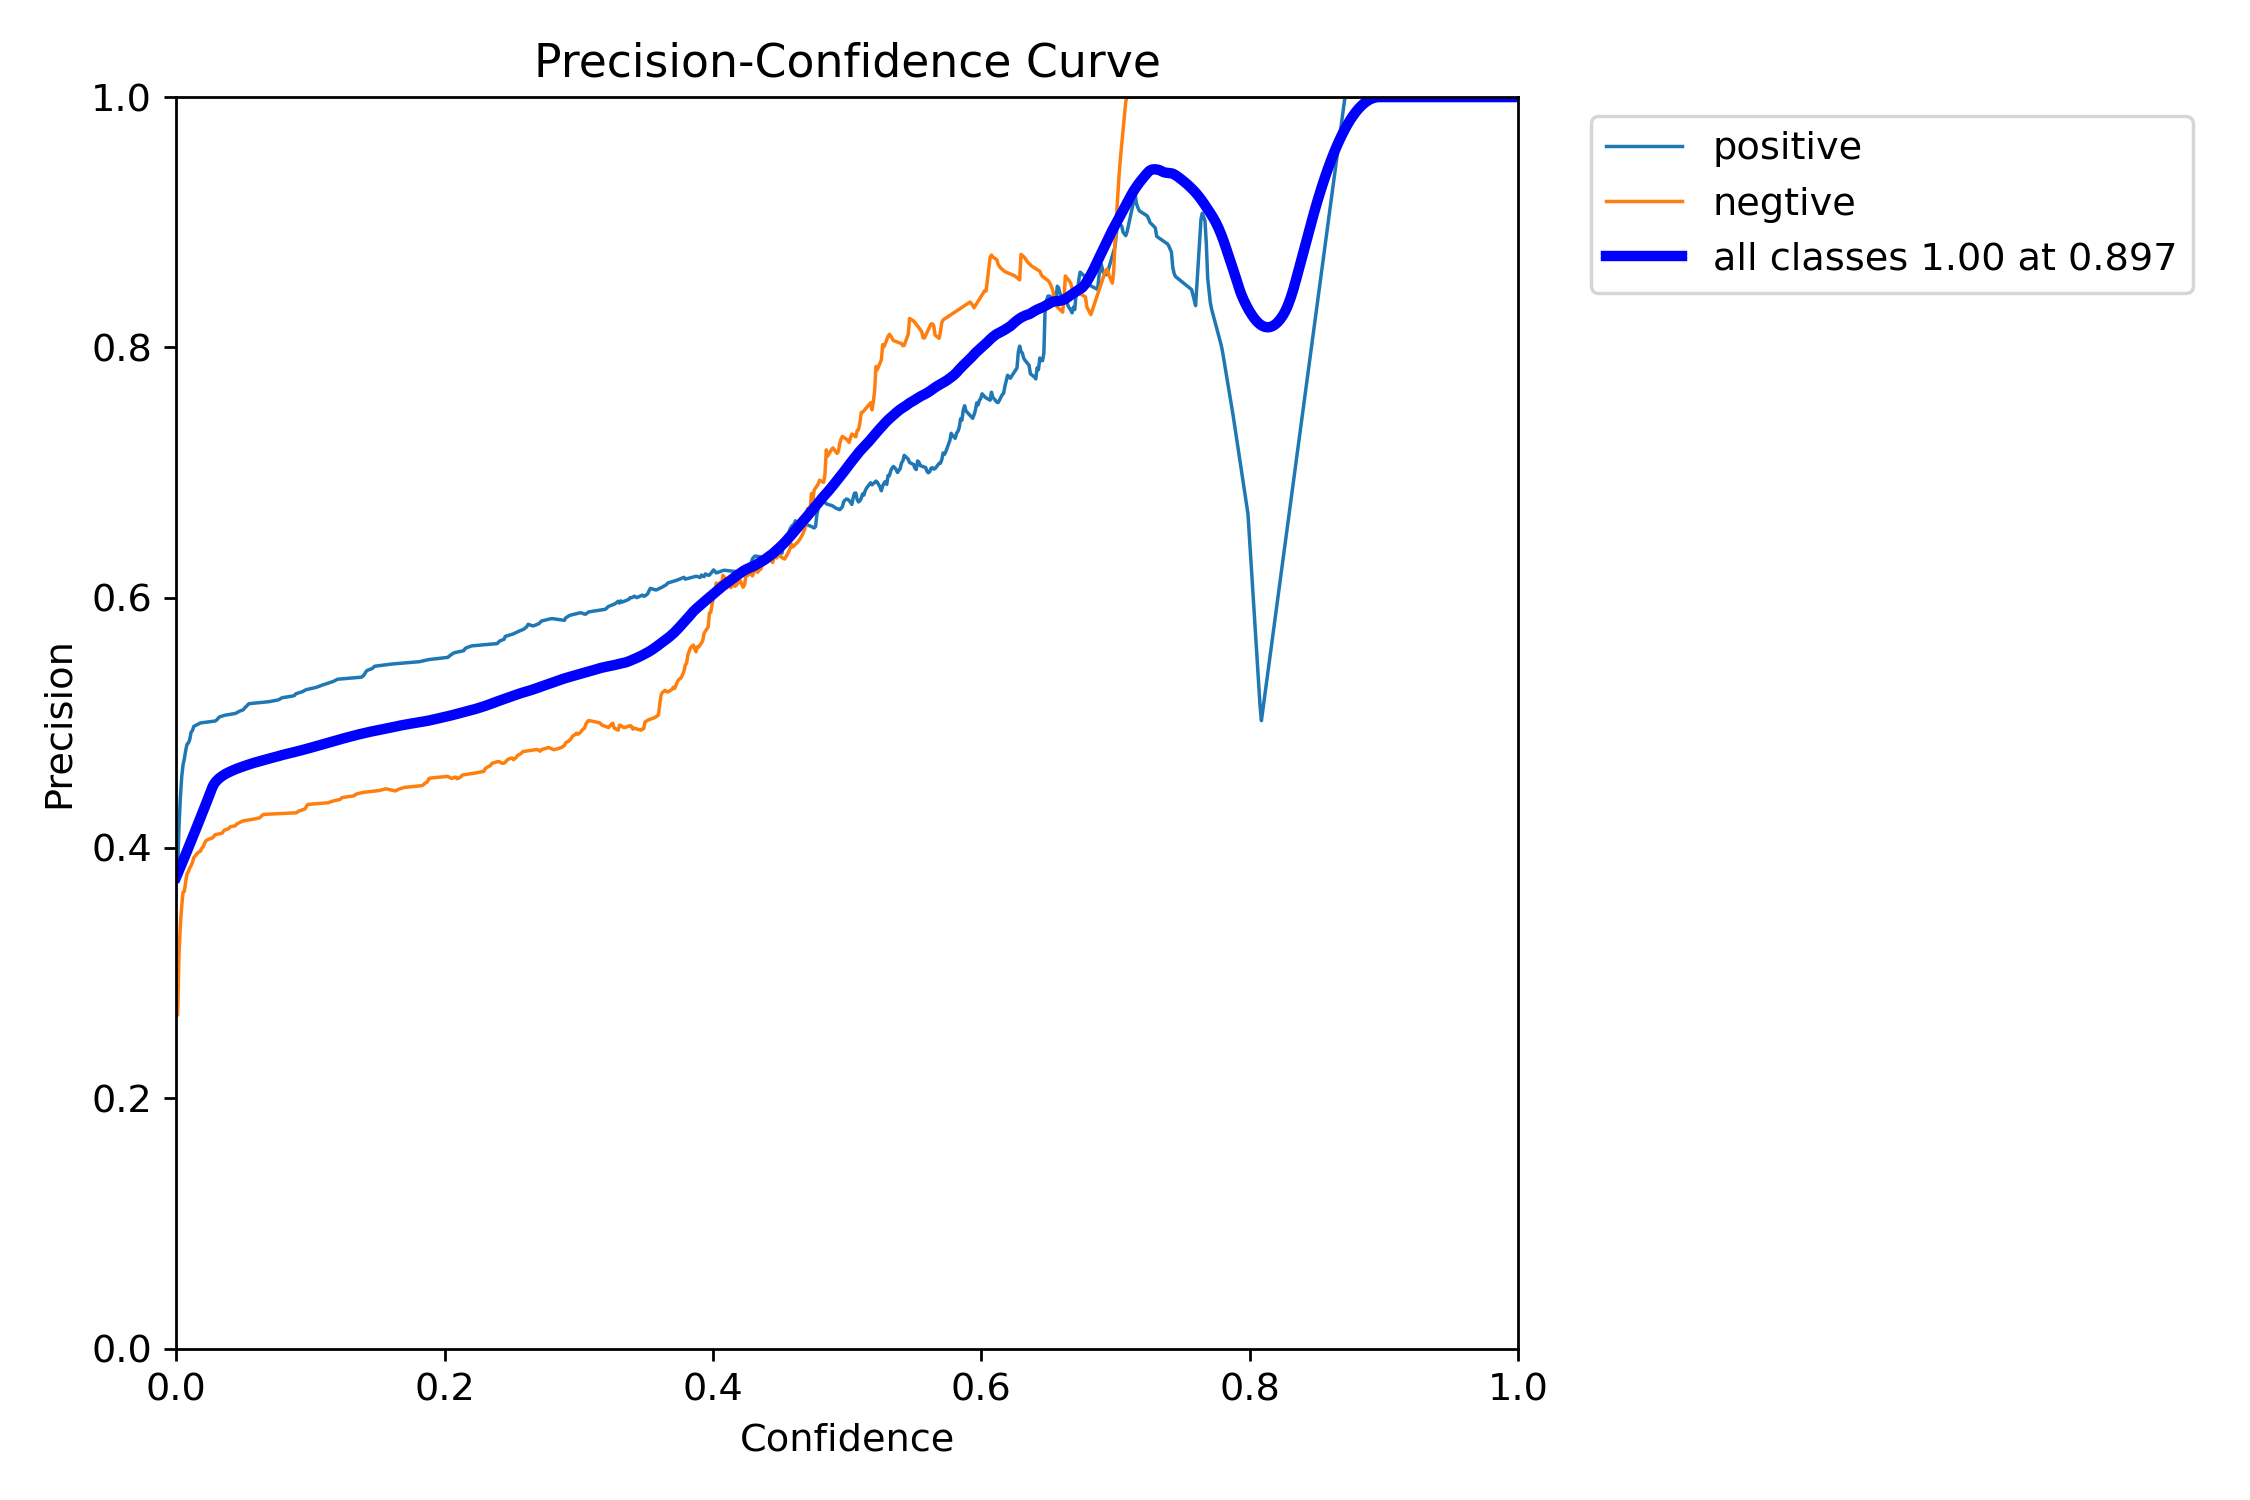 Precision-Confidence Curve
1.0
0.8
0.6
0.4
0.2
0.0
Precision
0.0 0.2 0.4 0.6 0.8 1.0
Confidence
positive
negtive
all classes 1.00 at 0.897